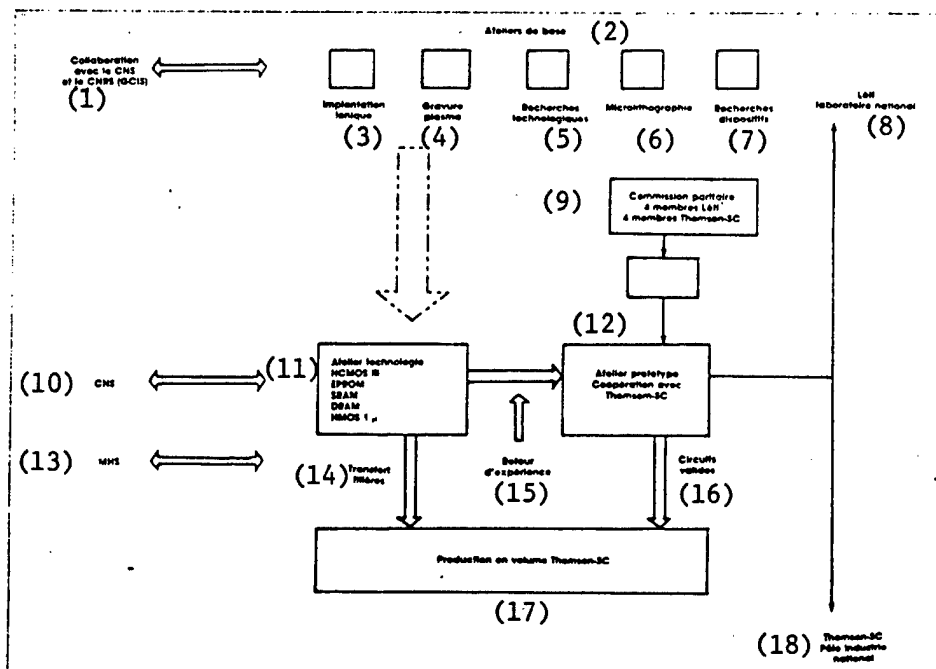 Ateliers de base (2)
Collaboration
avec le CNS
et le CNRS (GCIS)
(1)
Implantation
ionique
(3)
Gravure
plasma
(4)
Recherches
technologiques
(5)
Microlithographie
(6)
Recherches
dispositifs
(7)
Léti
laboratoire national
(8)
(9)
Commission paritaire
4 membres Léti
4 membres Thomson-SC
(10) CNS
(11)
Atelier technologie
HCMOS III
EPROM
SRAM
DRAM
NMOS 1 µ
(12)
Atelier prototype
Coopération avec
Thomson-SC
(13) MHS
(14) Transfert
filières
Retour
d'expérience
(15)
Circuits
validés
(16)
Production en volume Thomson-SC
(17)
(18) Thomson-SC
Pôle industrie
national